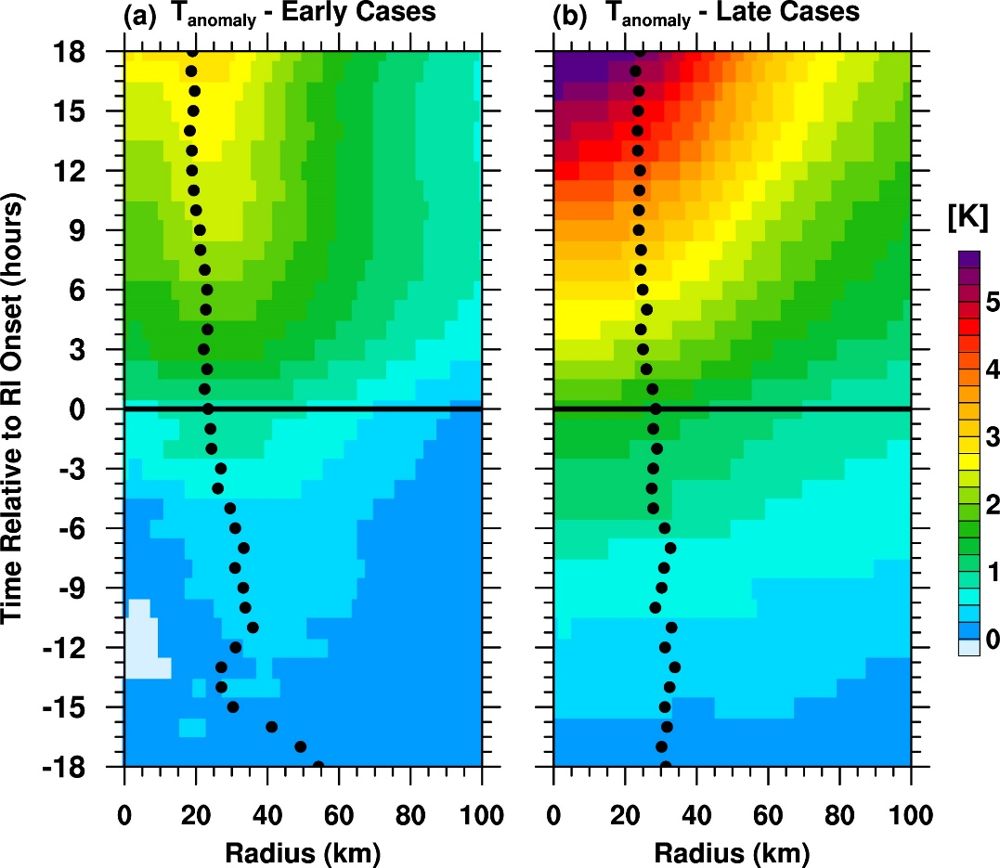 (a) Tanomaly - Early Cases
(b) Tanomaly - Late Cases
Time Relative to RI Onset (hours)
18
15
12
9
6
3
0
-3
-6
-9
-12
-15
-18
[K]
5
4
3
2
1
0
0 20 40 60 80 100
0 20 40 60 80 100
Radius (km)
Radius (km)